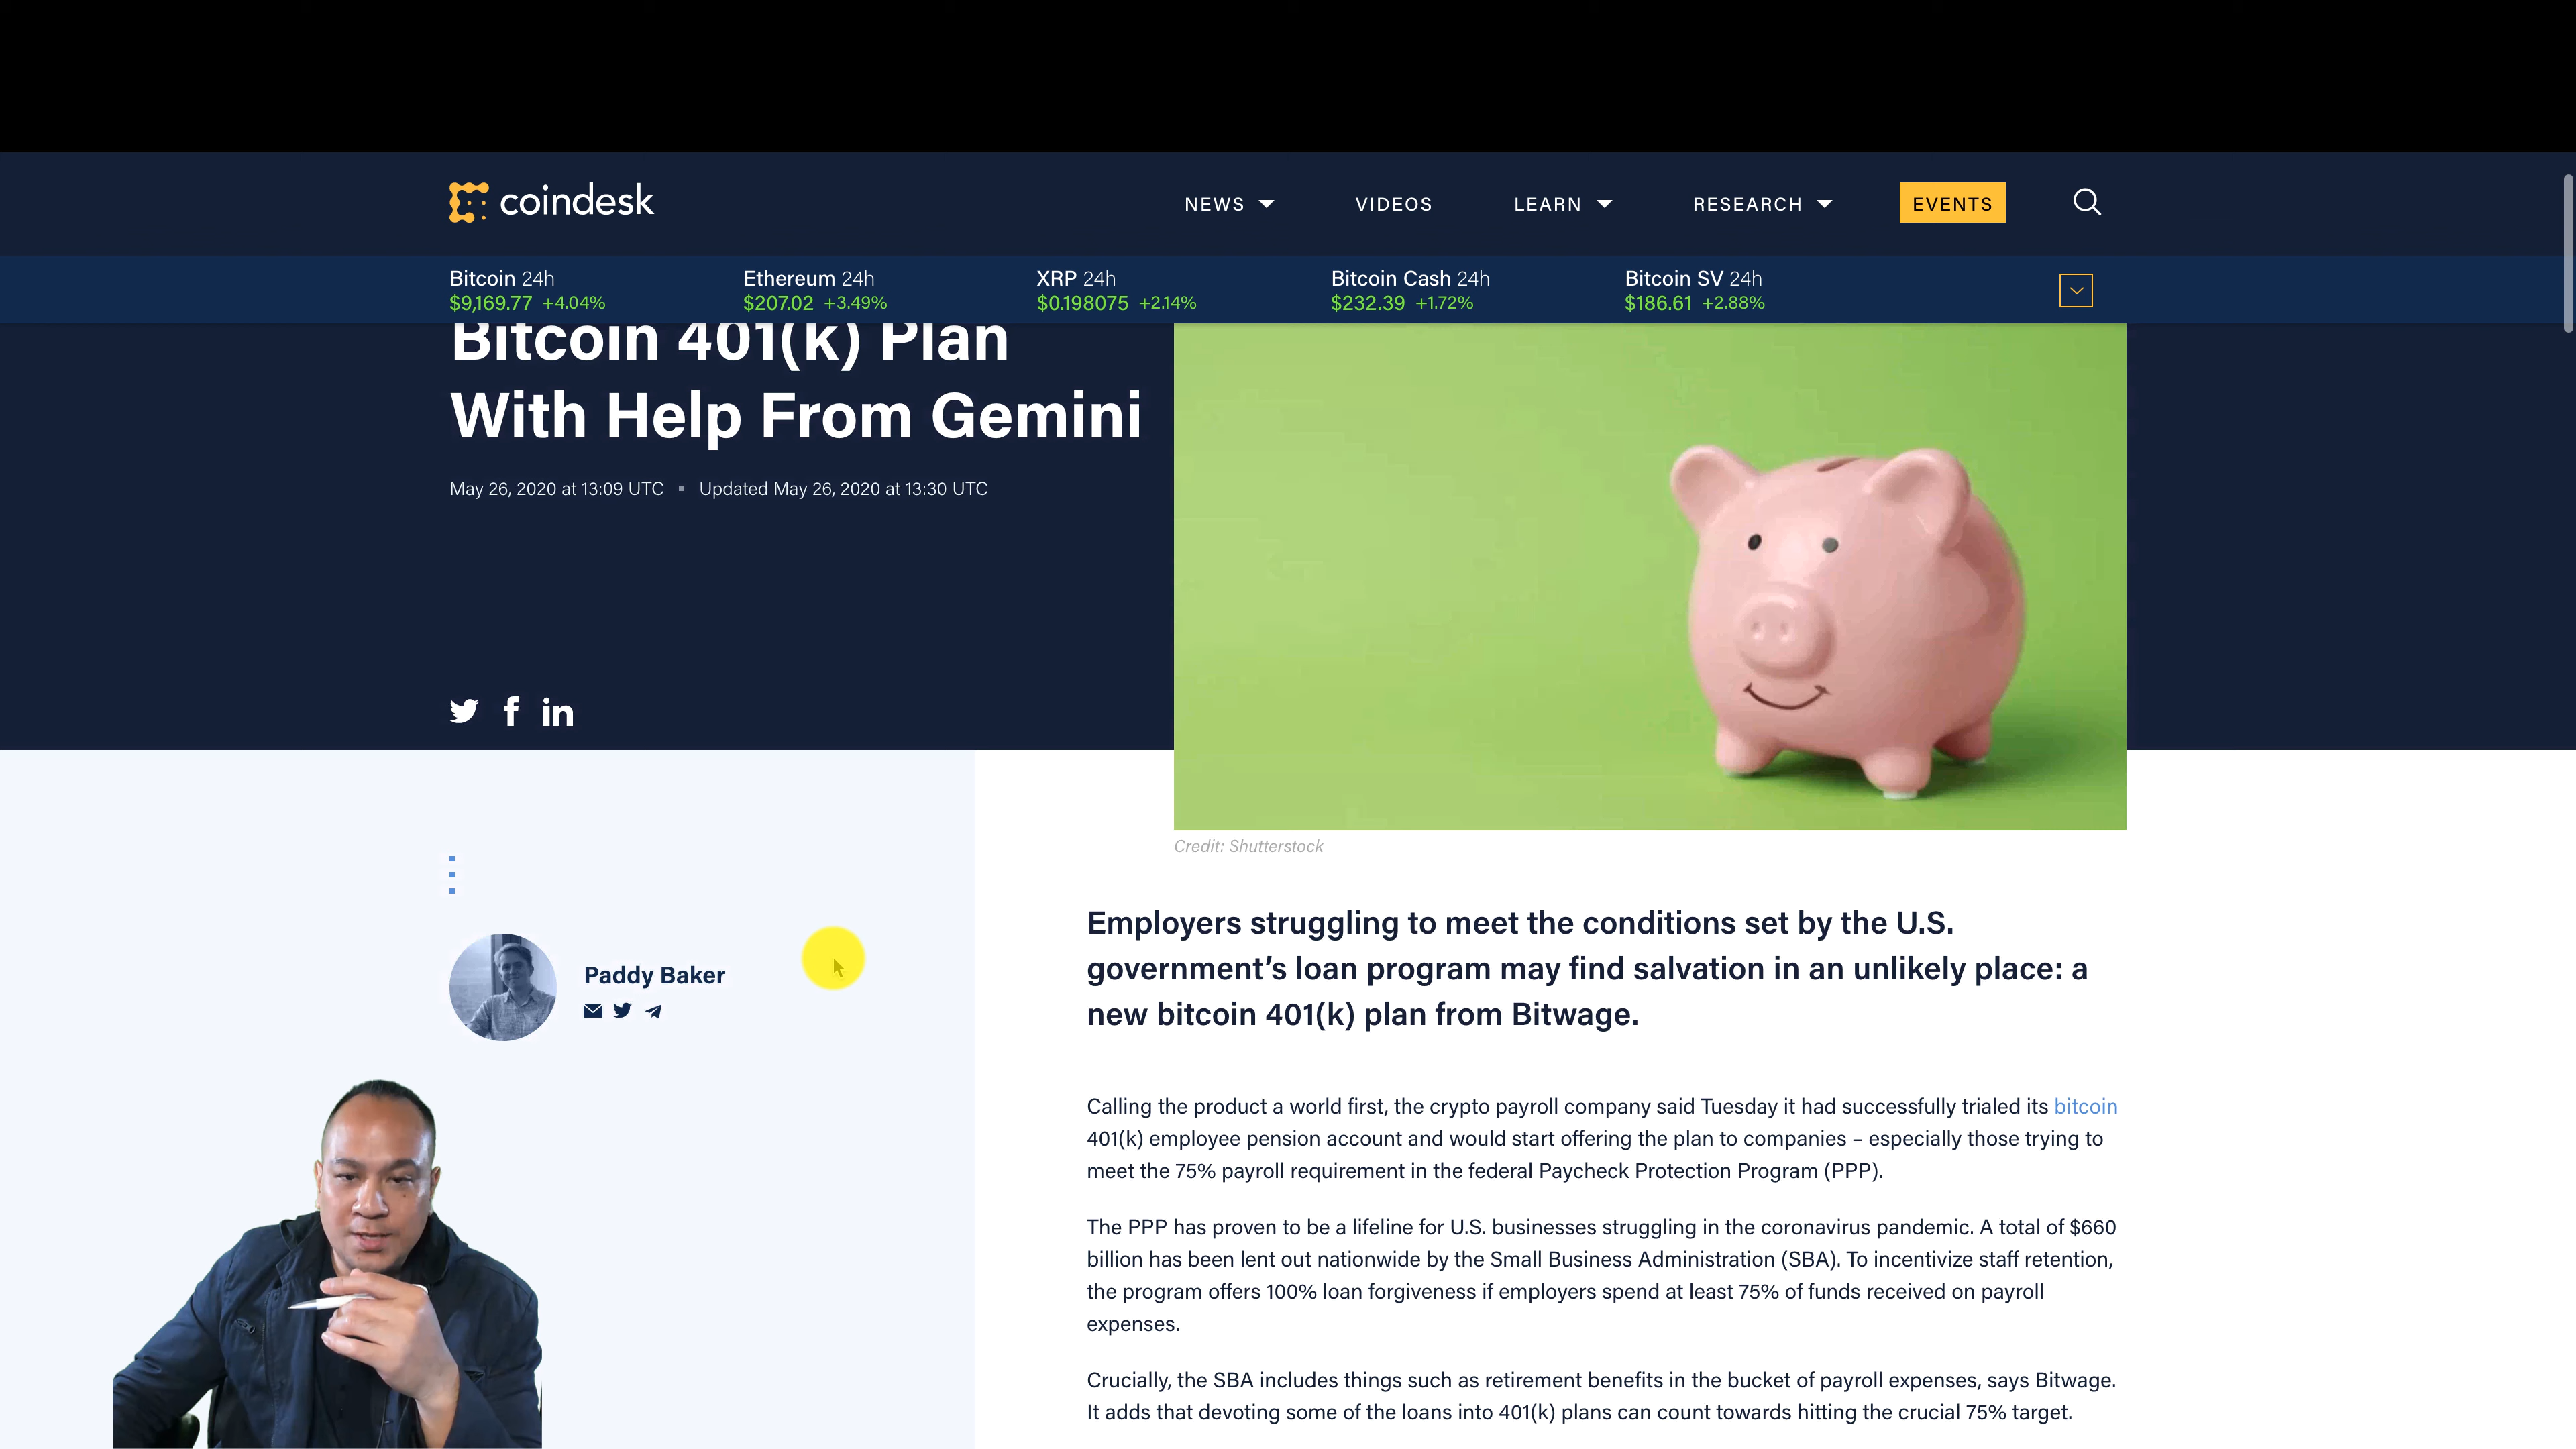 coindesk
NEWS
VIDEOS
LEARN
RESEARCH
EVENTS
Bitcoin 24h
$9,169.77 +4.04%
Ethereum 24h
$207.02 +3.49%
XRP 24h
$0.198075 +2.14%
Bitcoin Cash 24h
$232.39 +1.72%
Bitcoin SV 24h
$186.61 +2.88%
Bitcoin 401(k) Plan
With Help From Gemini
May 26, 2020 at 13:09 UTC ▪ Updated May 26, 2020 at 13:30 UTC
Credit: Shutterstock
Paddy Baker
Employers struggling to meet the conditions set by the U.S.
government’s loan program may find salvation in an unlikely place: a
new bitcoin 401(k) plan from Bitwage.
Calling the product a world first, the crypto payroll company said Tuesday it had successfully trialed its bitcoin
401(k) employee pension account and would start offering the plan to companies – especially those trying to
meet the 75% payroll requirement in the federal Paycheck Protection Program (PPP).
The PPP has proven to be a lifeline for U.S. businesses struggling in the coronavirus pandemic. A total of $660
billion has been lent out nationwide by the Small Business Administration (SBA). To incentivize staff retention,
the program offers 100% loan forgiveness if employers spend at least 75% of funds received on payroll
expenses.
Crucially, the SBA includes things such as retirement benefits in the bucket of payroll expenses, says Bitwage.
It adds that devoting some of the loans into 401(k) plans can count towards hitting the crucial 75% target.